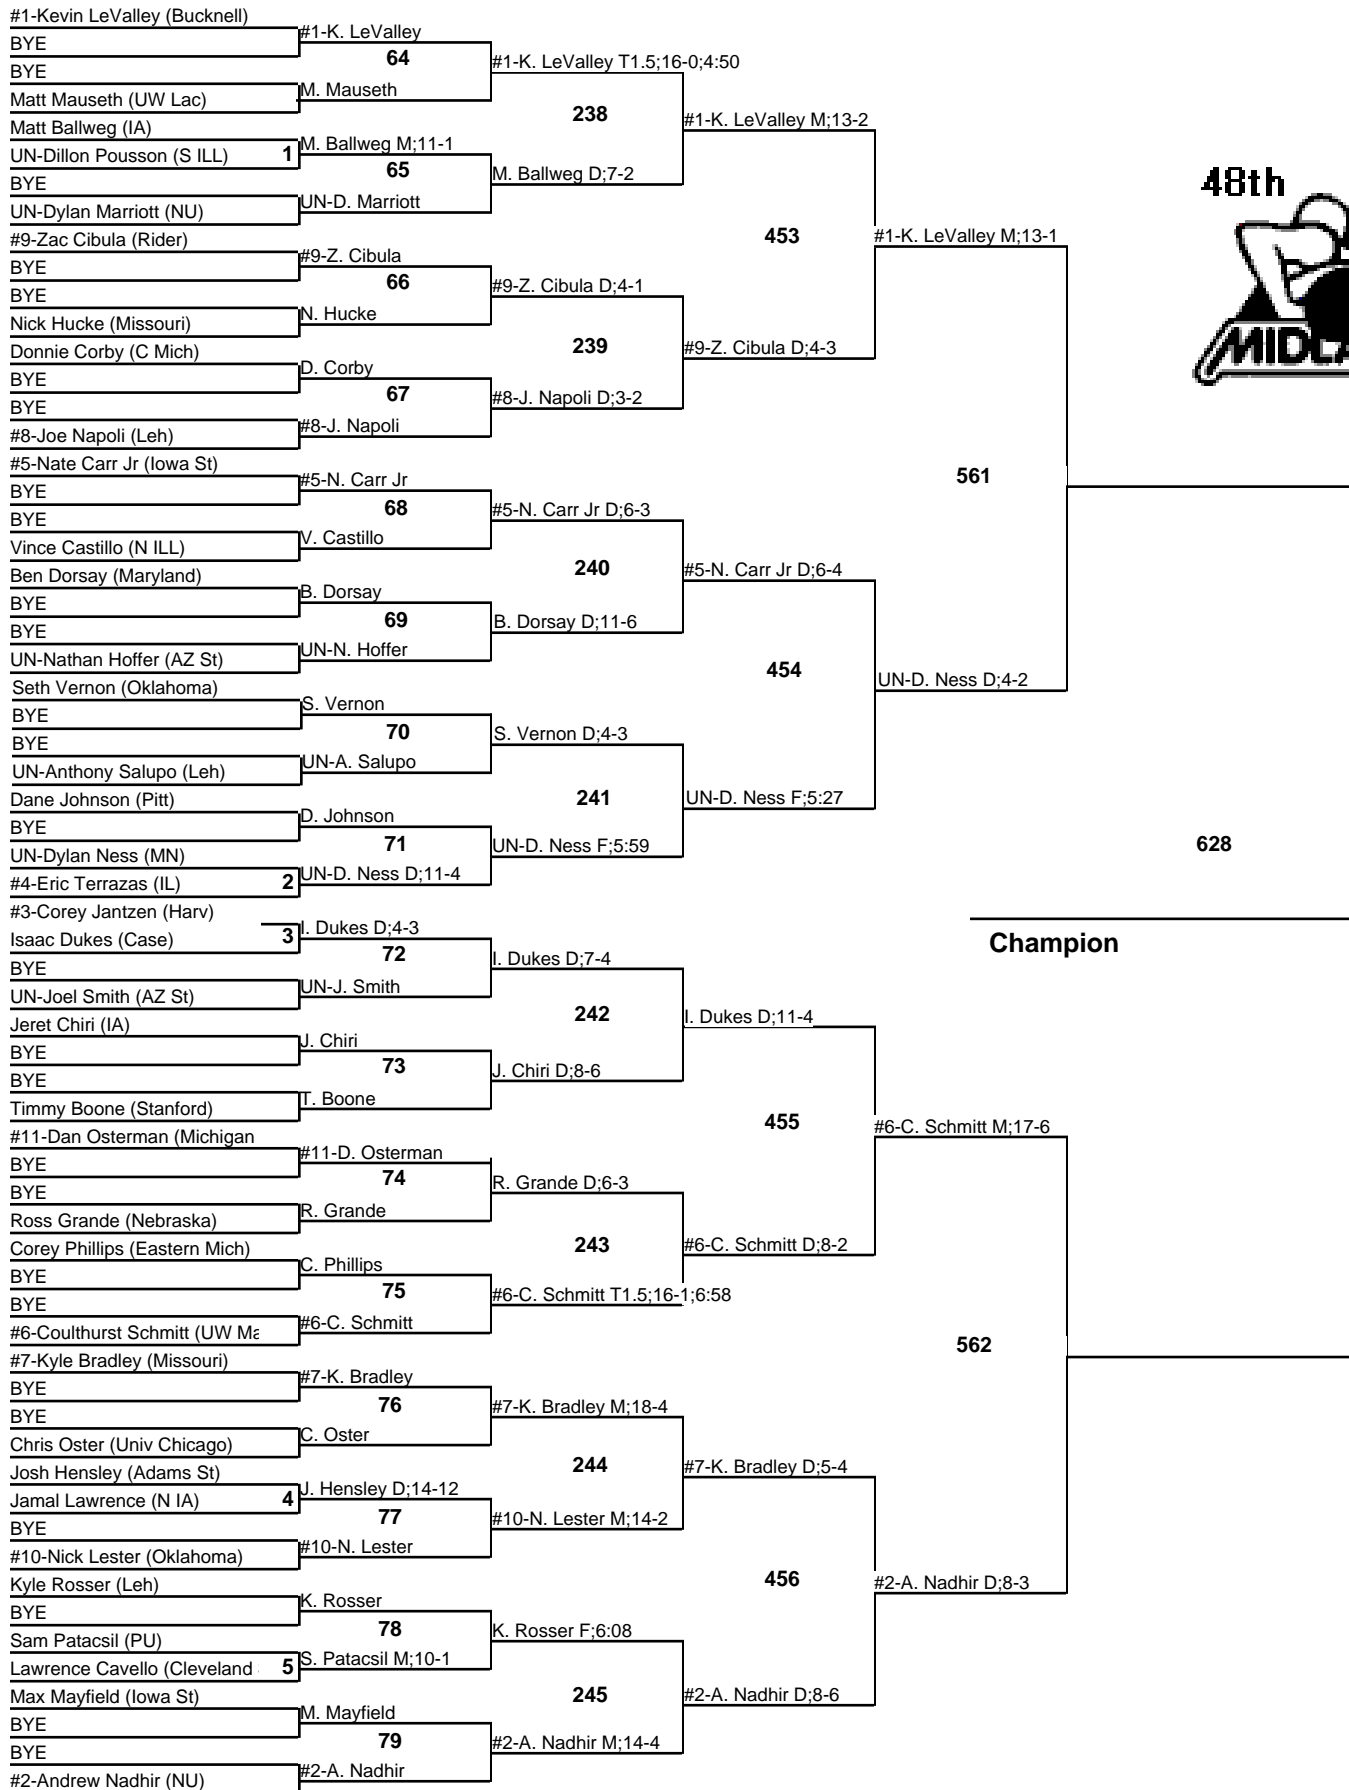 #1-Kevin LeValley (Bucknell)
BYE
BYE
Matt Mauseth (UW Lac)
Matt Ballweg (IA)
UN-Dillon Pousson (S ILL) 1
BYE
UN-Dylan Marriott (NU)
#9-Zac Cibula (Rider)
BYE
BYE
Nick Hucke (Missouri)
Donnie Corby (C Mich)
BYE
BYE
#8-Joe Napoli (Leh)
#5-Nate Carr Jr (Iowa St)
BYE
BYE
Vince Castillo (N ILL)
Ben Dorsay (Maryland)
BYE
BYE
UN-Nathan Hoffer (AZ St)
Seth Vernon (Oklahoma)
BYE
BYE
UN-Anthony Salupo (Leh)
Dane Johnson (Pitt)
BYE
UN-Dylan Ness (MN)
#4-Eric Terrazas (IL) 2
#3-Corey Jantzen (Harv)
Isaac Dukes (Case) 3
BYE
UN-Joel Smith (AZ St)
Jeret Chiri (IA)
BYE
BYE
Timmy Boone (Stanford)
#11-Dan Osterman (Michigan
BYE
BYE
Ross Grande (Nebraska)
Corey Phillips (Eastern Mich)
BYE
BYE
#6-Coulthurst Schmitt (UW Ma
#7-Kyle Bradley (Missouri)
BYE
BYE
Chris Oster (Univ Chicago)
Josh Hensley (Adams St)
Jamal Lawrence (N IA) 4
BYE
#10-Nick Lester (Oklahoma)
Kyle Rosser (Leh)
BYE
Sam Patacsil (PU)
Lawrence Cavello (Cleveland 5
Max Mayfield (Iowa St)
BYE
BYE
#2-Andrew Nadhir (NU)
#1-K. LeValley
64
M. Mauseth
M. Ballweg M;11-1
65
UN-D. Marriott
#9-Z. Cibula
66
N. Hucke
D. Corby
67
#8-J. Napoli
#5-N. Carr Jr
68
V. Castillo
B. Dorsay
69
UN-N. Hoffer
S. Vernon
70
UN-A. Salupo
D. Johnson
71
UN-D. Ness D;11-4
I. Dukes D;4-3
72
UN-J. Smith
J. Chiri
73
T. Boone
#11-D. Osterman
74
R. Grande
C. Phillips
75
#6-C. Schmitt
#7-K. Bradley
76
C. Oster
J. Hensley D;14-12
77
#10-N. Lester
K. Rosser
78
S. Patacsil M;10-1
M. Mayfield
79
#2-A. Nadhir
#1-K. LeValley T1.5;16-0;4:50
238
M. Ballweg D;7-2
#9-Z. Cibula D;4-1
239
#8-J. Napoli D;3-2
#5-N. Carr Jr D;6-3
240
B. Dorsay D;11-6
S. Vernon D;4-3
241
UN-D. Ness F;5:59
I. Dukes D;7-4
242
J. Chiri D;8-6
R. Grande D;6-3
243
#6-C. Schmitt T1.5;16-1;6:58
#7-K. Bradley M;18-4
244
#10-N. Lester M;14-2
K. Rosser F;6:08
245
#2-A. Nadhir M;14-4
#1-K. LeValley M;13-2
453
#9-Z. Cibula D;4-3
#5-N. Carr Jr D;6-4
454
UN-D. Ness F;5:27
I. Dukes D;11-4
455
#6-C. Schmitt D;8-2
#7-K. Bradley D;5-4
456
#2-A. Nadhir D;8-6
#1-K. LeValley M;13-1
561
UN-D. Ness D;4-2
#6-C. Schmitt M;17-6
562
#2-A. Nadhir D;8-3
48th
MIDLA
628
Champion